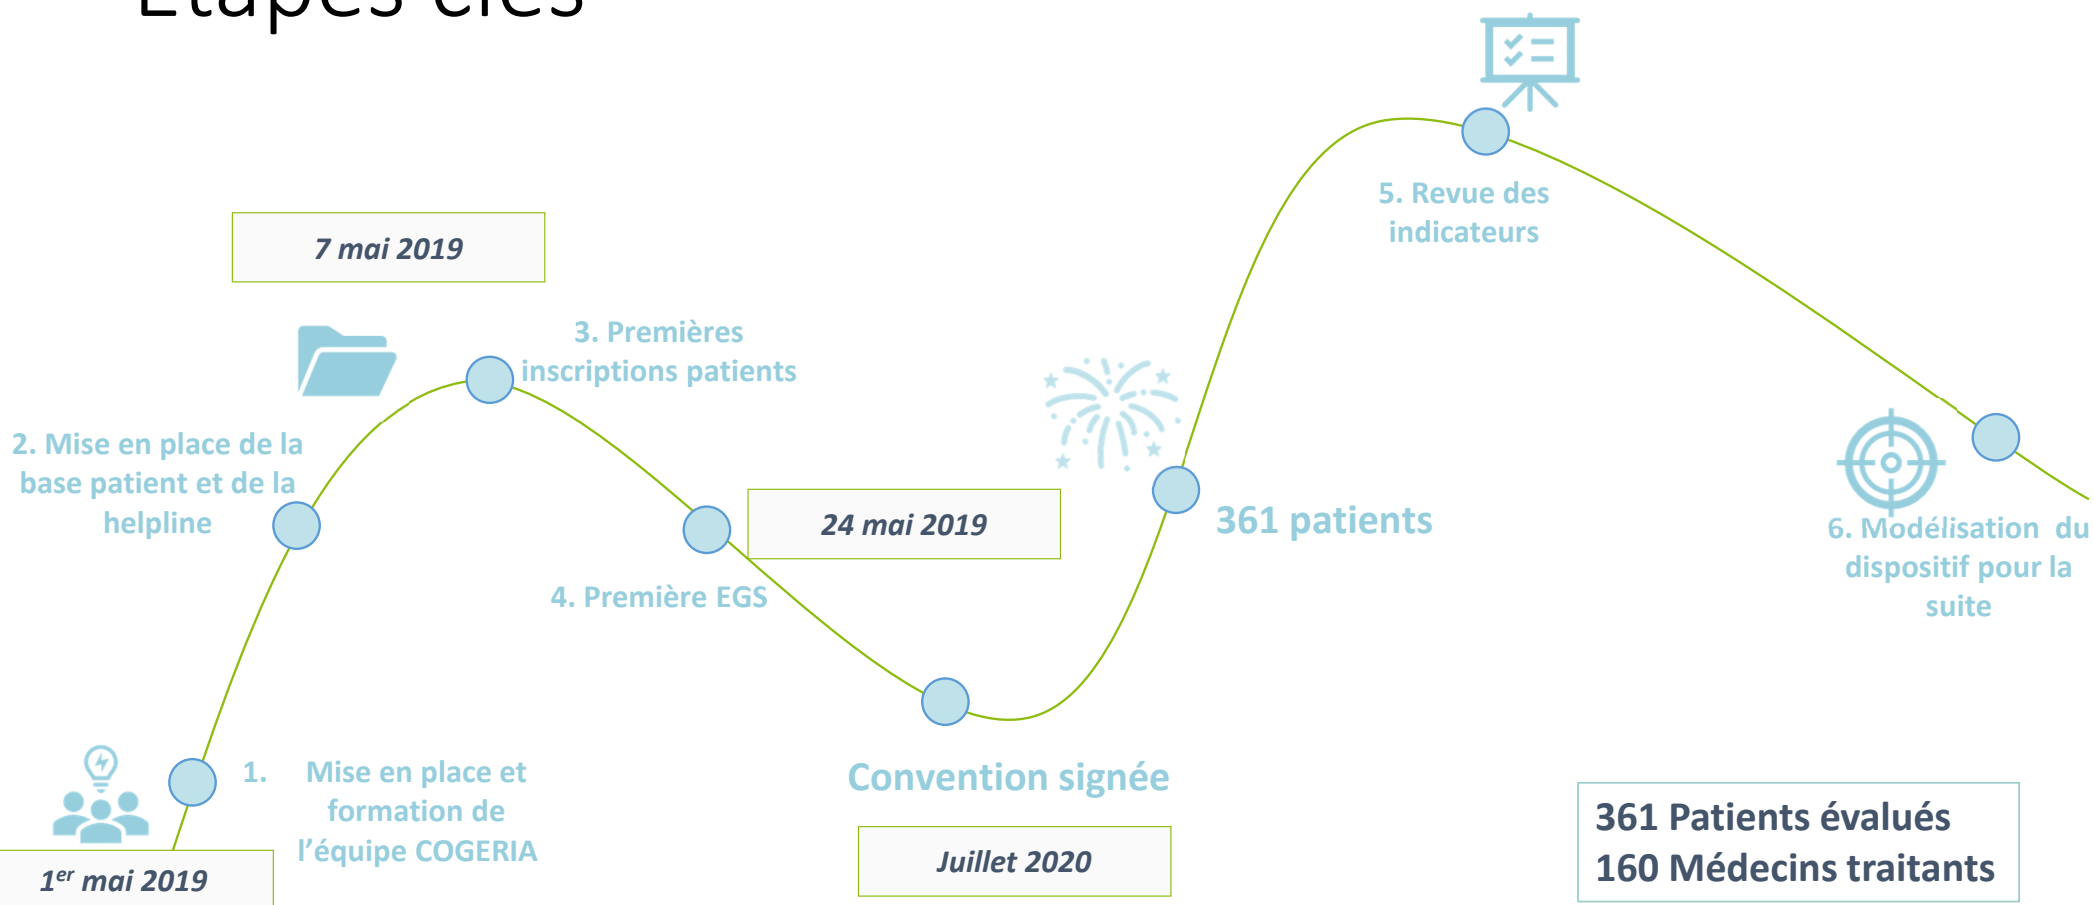 Etapes clés
7 mai 2019
3. Premières
inscriptions patients
2. Mise en place de la
base patient et de la
helpline
1. Mise en place et
formation de
l’équipe COGERIA
1er mai 2019
24 mai 2019
4. Première EGS
Convention signée
Juillet 2020
361 patients
5. Revue des
indicateurs
6. Modélisation du
dispositif pour la
suite
361 Patients évalués
160 Médecins traitants